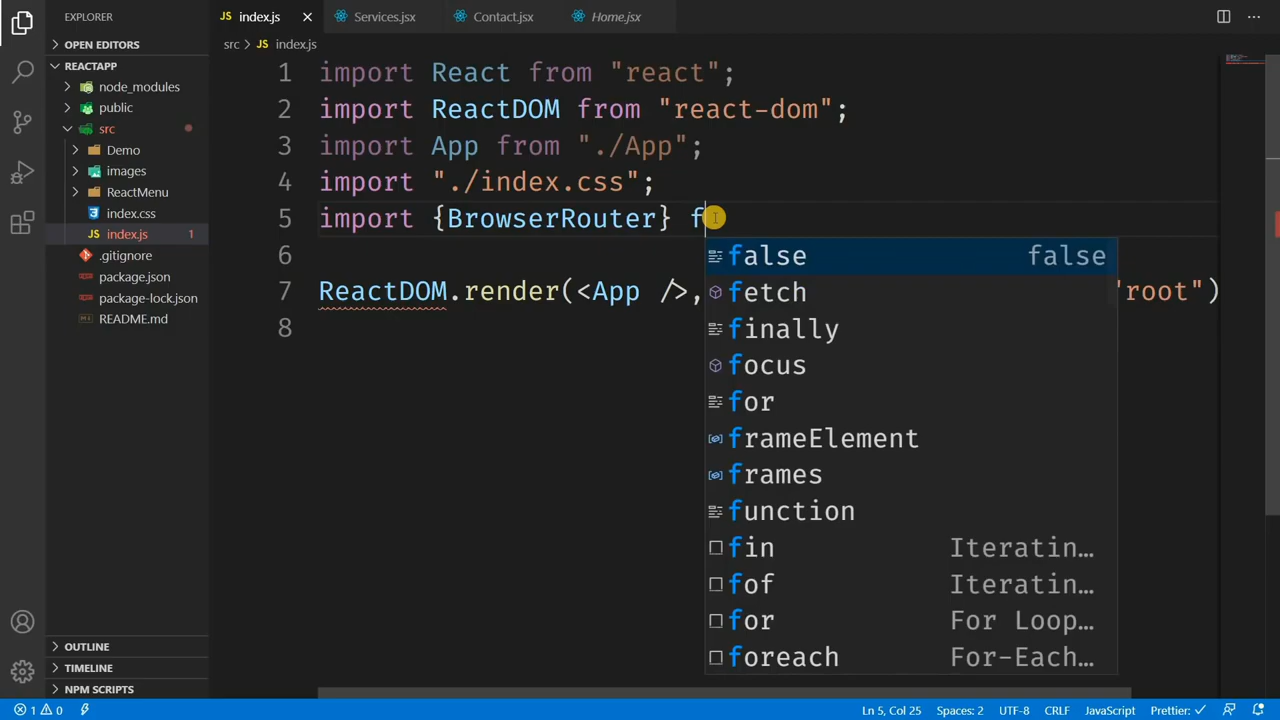 EXPLORER
index.js
Services.jsx
Contact.jsx
Home.jsx
OPEN EDITORS
src > JS index.js
REACTAPP
node_modules
public
src
Demo
images
ReactMenu
index.css
JS index.js 1
.gitignore
package.json
package-lock.json
README.md
1 import React from "react";
2 import ReactDOM from "react-dom";
3 import App from "./App";
4 import "./index.css";
5 import {BrowserRouter} f
6
7 ReactDOM.render(<App />, "root")
8
false false
fetch
finally
focus
for
frameElement
frames
function
fin Iteratin…
fof Iteratin…
for For Loop…
foreach For-Each…
OUTLINE
TIMELINE
NPM SCRIPTS
1 0
Ln 5, Col 25
Spaces: 2
UTF-8
CRLF
JavaScript
Prettier: